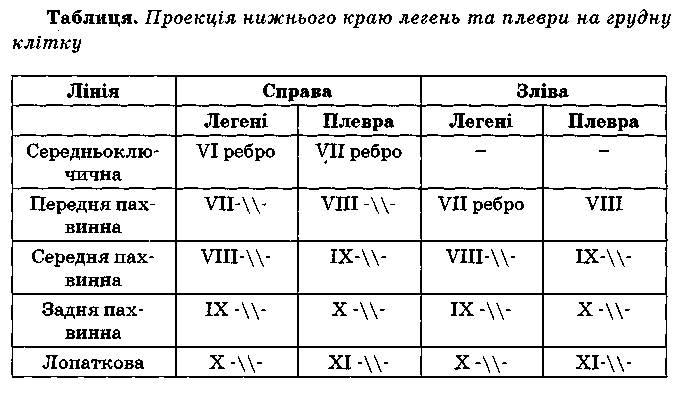 Таблиця. Проекція нижнього краю легень та плеври на грудну
клітку
Лінія Справа Зліва
Легені Плевра Легені Плевра
Середньоклю- VI ребро VII ребро – –
чична
Передня пах- VII-\\- VIII -\\- VII ребро VIII
винна
Середня пах- VIII-\\- IX-\\- VIII-\\- IX-\\-
винна
Задня пах- IX -\\- X -\\- IX -\\- X -\\-
винна
Лопаткова X -\\- XI -\\- X -\\- XI-\\-